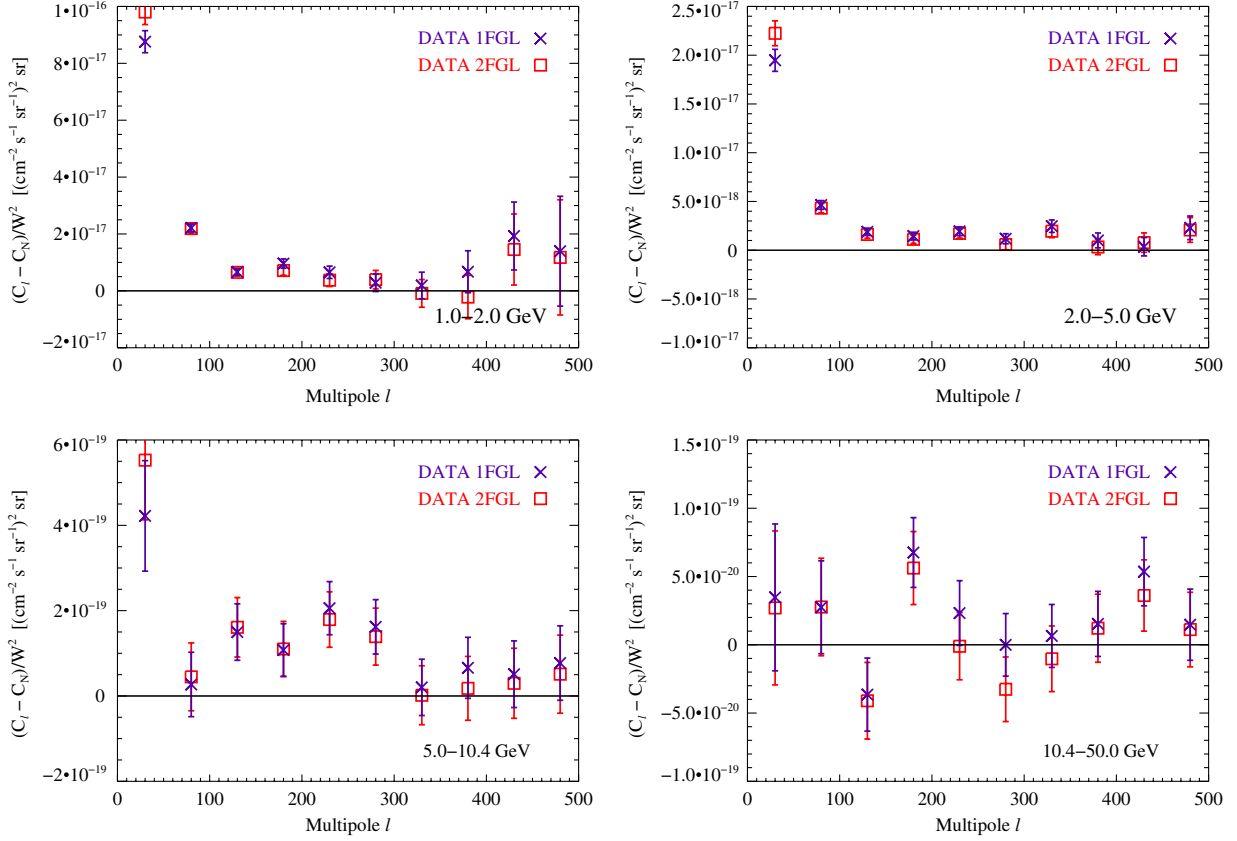 1•10⁻¹⁶
8•10⁻¹⁷
6•10⁻¹⁷
4•10⁻¹⁷
2•10⁻¹⁷
0
−2•10⁻¹⁷
(C_l − C_N)/W² [(cm⁻² s⁻¹ sr⁻¹)² sr]
DATA 1FGL
DATA 2FGL
1.0−2.0 GeV
0 100 200 300 400 500
Multipole l
2.5•10⁻¹⁷
2.0•10⁻¹⁷
1.5•10⁻¹⁷
1.0•10⁻¹⁷
5.0•10⁻¹⁸
0
−5.0•10⁻¹⁸
−1.0•10⁻¹⁷
(C_l − C_N)/W² [(cm⁻² s⁻¹ sr⁻¹)² sr]
DATA 1FGL
DATA 2FGL
2.0−5.0 GeV
0 100 200 300 400 500
Multipole l
6•10⁻¹⁹
4•10⁻¹⁹
2•10⁻¹⁹
0
−2•10⁻¹⁹
(C_l − C_N)/W² [(cm⁻² s⁻¹ sr⁻¹)² sr]
DATA 1FGL
DATA 2FGL
5.0−10.4 GeV
0 100 200 300 400 500
Multipole l
1.5•10⁻¹⁹
1.0•10⁻¹⁹
5.0•10⁻²⁰
0
−5.0•10⁻²⁰
−1.0•10⁻¹⁹
(C_l − C_N)/W² [(cm⁻² s⁻¹ sr⁻¹)² sr]
DATA 1FGL
DATA 2FGL
10.4−50.0 GeV
0 100 200 300 400 500
Multipole l